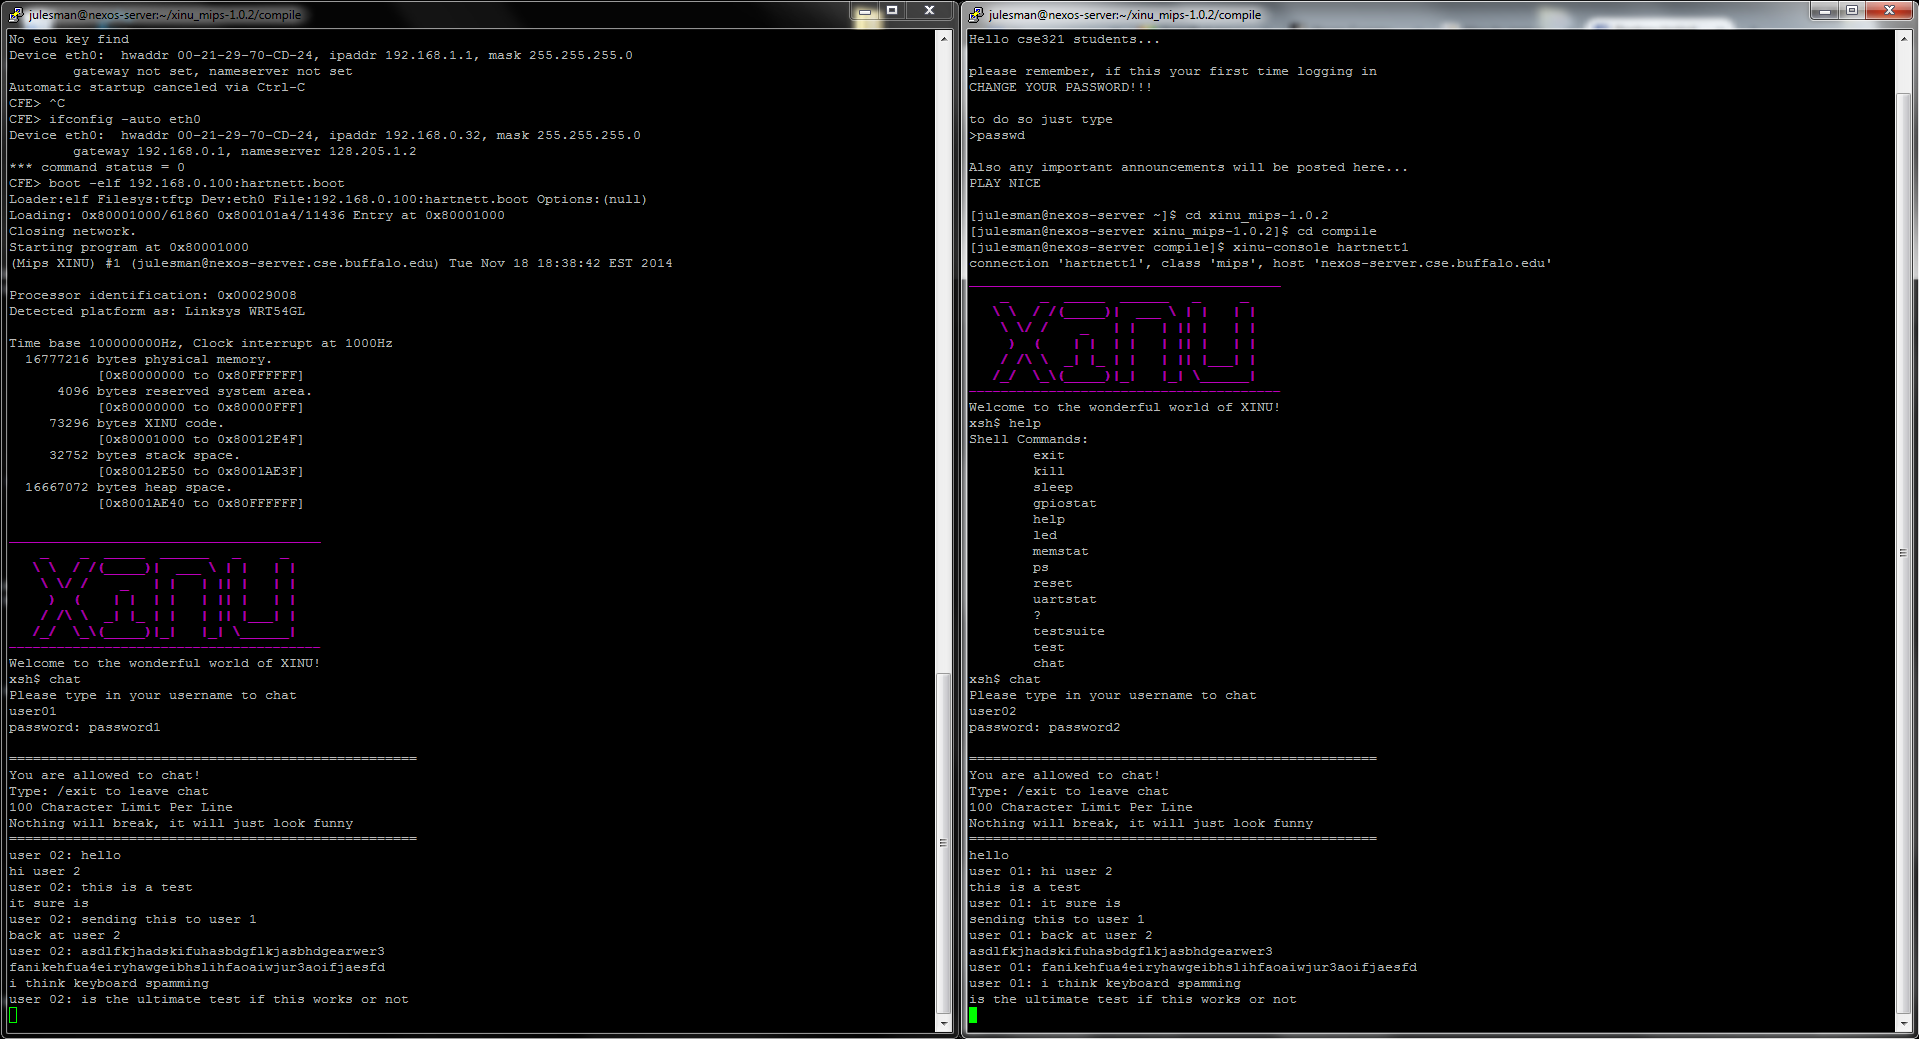 julesman@nexos-server:~/xinu_mips-1.0.2/compile
No eou key find
Device eth0:  hwaddr 00-21-29-70-CD-24, ipaddr 192.168.1.1, mask 255.255.255.0
        gateway not set, nameserver not set
Automatic startup canceled via Ctrl-C
CFE> ^C
CFE> ifconfig -auto eth0
Device eth0:  hwaddr 00-21-29-70-CD-24, ipaddr 192.168.0.32, mask 255.255.255.0
        gateway 192.168.0.1, nameserver 128.205.1.2
*** command status = 0
CFE> boot -elf 192.168.0.100:hartnett.boot
Loader:elf Filesys:tftp Dev:eth0 File:192.168.0.100:hartnett.boot Options:(null)
Loading: 0x80001000/61860 0x800101a4/11436 Entry at 0x80001000
Closing network.
Starting program at 0x80001000
(Mips XINU) #1 (julesman@nexos-server.cse.buffalo.edu) Tue Nov 18 18:38:42 EST 2014
Processor identification: 0x00029008
Detected platform as: Linksys WRT54GL
Time base 100000000Hz, Clock interrupt at 1000Hz
  16777216 bytes physical memory.
           [0x80000000 to 0x80FFFFFF]
      4096 bytes reserved system area.
           [0x80000000 to 0x80000FFF]
     73296 bytes XINU code.
           [0x80001000 to 0x80012E4F]
     32752 bytes stack space.
           [0x80012E50 to 0x8001AE3F]
  16667072 bytes heap space.
           [0x8001AE40 to 0x80FFFFFF]
XINU
Welcome to the wonderful world of XINU!
xsh$ chat
Please type in your username to chat
user01
password: password1
===================================================
You are allowed to chat!
Type: /exit to leave chat
100 Character Limit Per Line
Nothing will break, it will just look funny
===================================================
user 02: hello
hi user 2
user 02: this is a test
it sure is
user 02: sending this to user 1
back at user 2
user 02: asdlfkjhadskifuhasbdgflkjasbhdgearwer3
fanikehfua4eiryhawgeibhslihfaoaiwjur3aoifjaesfd
i think keyboard spamming
user 02: is the ultimate test if this works or not
julesman@nexos-server:~/xinu_mips-1.0.2/compile
Hello cse321 students...
please remember, if this your first time logging in
CHANGE YOUR PASSWORD!!!
to do so just type
>passwd
Also any important announcements will be posted here...
PLAY NICE
[julesman@nexos-server ~]$ cd xinu_mips-1.0.2
[julesman@nexos-server xinu_mips-1.0.2]$ cd compile
[julesman@nexos-server compile]$ xinu-console hartnett1
connection 'hartnett1', class 'mips', host 'nexos-server.cse.buffalo.edu'
XINU
Welcome to the wonderful world of XINU!
xsh$ help
Shell Commands:
        exit
        kill
        sleep
        gpiostat
        help
        led
        memstat
        ps
        reset
        uartstat
        ?
        testsuite
        test
        chat
xsh$ chat
Please type in your username to chat
user02
password: password2
===================================================
You are allowed to chat!
Type: /exit to leave chat
100 Character Limit Per Line
Nothing will break, it will just look funny
===================================================
hello
user 01: hi user 2
this is a test
user 01: it sure is
sending this to user 1
user 01: back at user 2
asdlfkjhadskifuhasbdgflkjasbhdgearwer3
user 01: fanikehfua4eiryhawgeibhslihfaoaiwjur3aoifjaesfd
user 01: i think keyboard spamming
is the ultimate test if this works or not